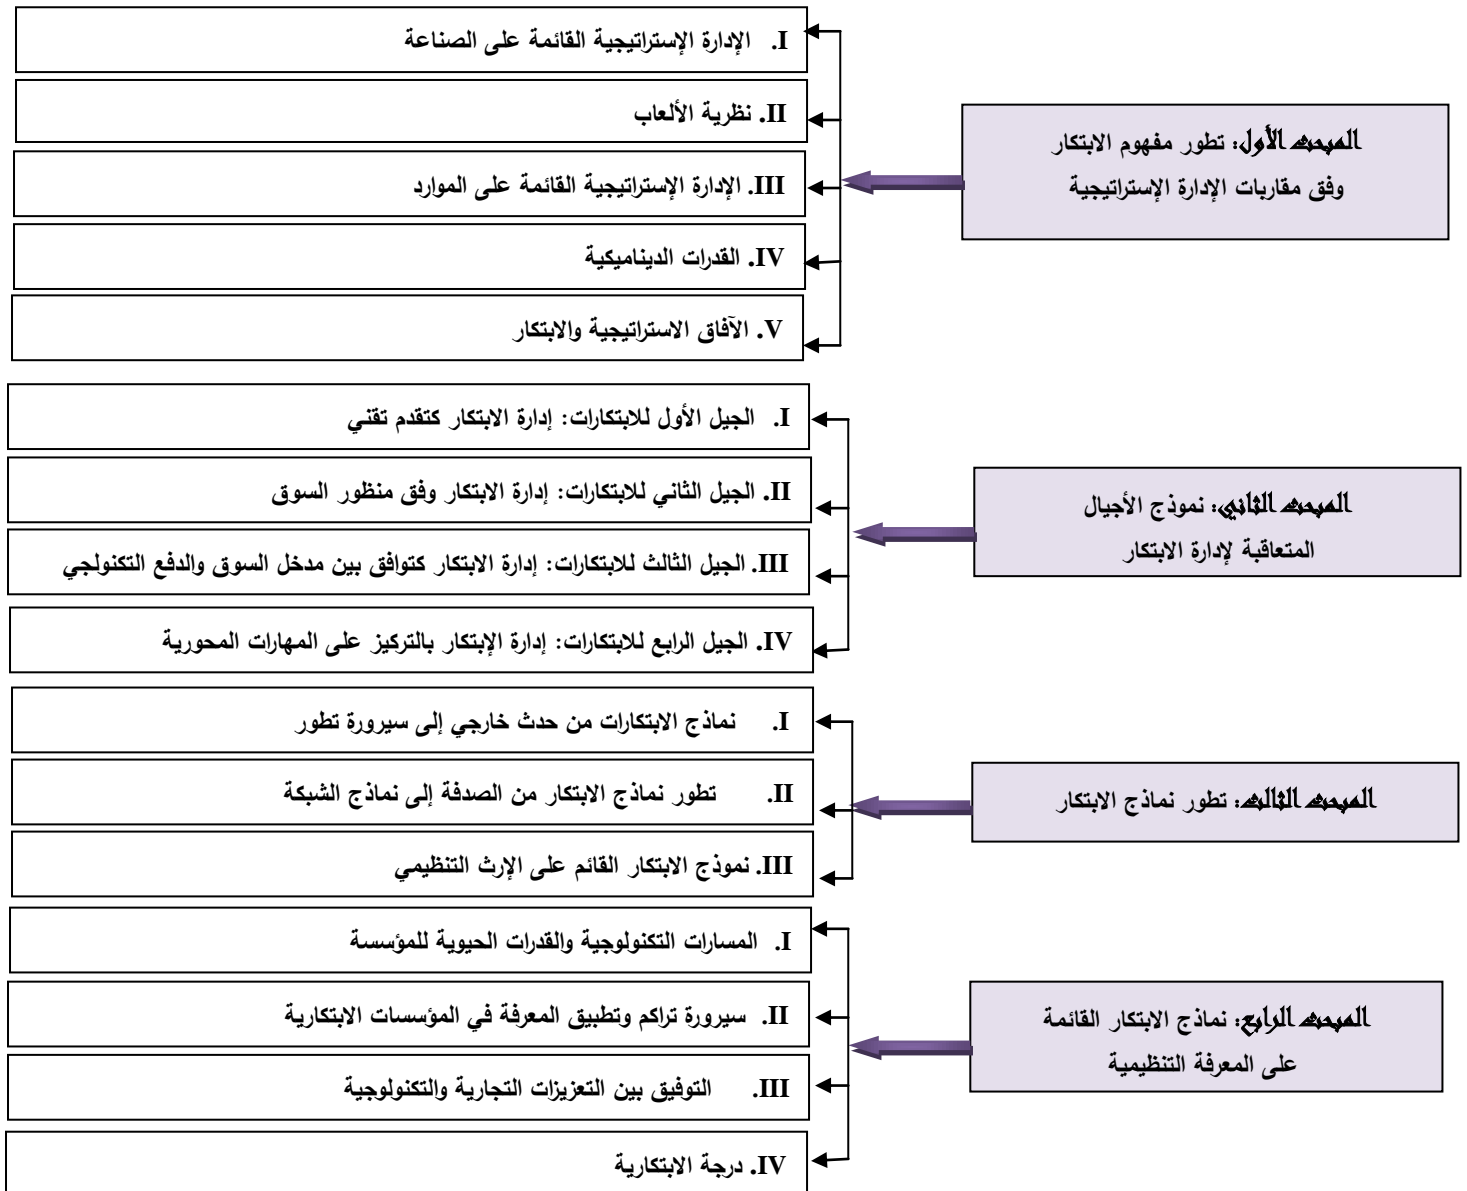 المبحث الأول: تطور مفهوم الابتكار
وفق مقاربات الإدارة الإستراتيجية
I. الإدارة الإستراتيجية القائمة على الصناعة
II. نظرية الألعاب
III. الإدارة الإستراتيجية القائمة على الموارد
IV. القدرات الديناميكية
V. الآفاق الاستراتيجية والابتكار
المبحث الثاني: نموذج الأجيال
المتعاقبة لإدارة الابتكار
I. الجيل الأول للابتكارات: إدارة الابتكار كتقدم تقني
II. الجيل الثاني للابتكارات: إدارة الابتكار وفق منظور السوق
III. الجيل الثالث للابتكارات: إدارة الابتكار كتوافق بين مدخل السوق والدفع التكنولجي
IV. الجيل الرابع للابتكارات: إدارة الإبتكار بالتركيز على المهارات المحورية
المبحث الثالث: تطور نماذج الابتكار
I. نماذج الابتكارات من حدث خارجي إلى سيرورة تطور
II. تطور نماذج الابتكار من الصدفة إلى نماذج الشبكة
III. نموذج الابتكار القائم على الإرث التنظيمي
المبحث الرابع: نماذج الابتكار القائمة
على المعرفة التنظيمية
I. المسارات التكنولوجية والقدرات الحيوية للمؤسسة
II. سيرورة تراكم وتطبيق المعرفة في المؤسسات الابتكارية
III. التوفيق بين التعزيزات التجارية والتكنولوجية
IV. درجة الابتكارية